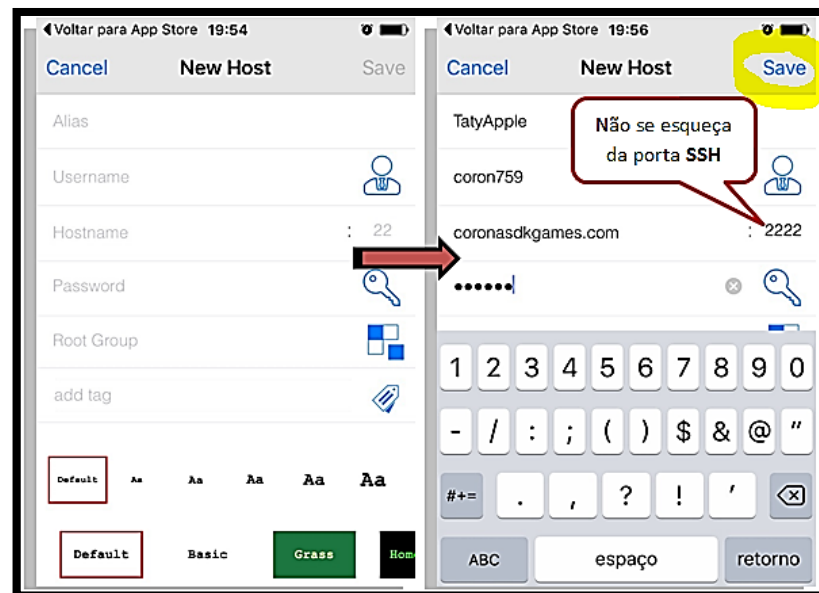 Voltar para App Store 19:54
Cancel New Host Save
Alias
Username
Hostname : 22
Password
Root Group
add tag
Default Aa Aa Aa Aa Aa
Default Basic Grass Hom
Voltar para App Store 19:56
Cancel New Host Save
TatyApple
Não se esqueça
da porta SSH
coron759
coronasdkgames.com : 2222
••••••
1 2 3 4 5 6 7 8 9 0
- / : ; ( ) $ & @ "
#+= . , ? ! '
ABC espaço retorno